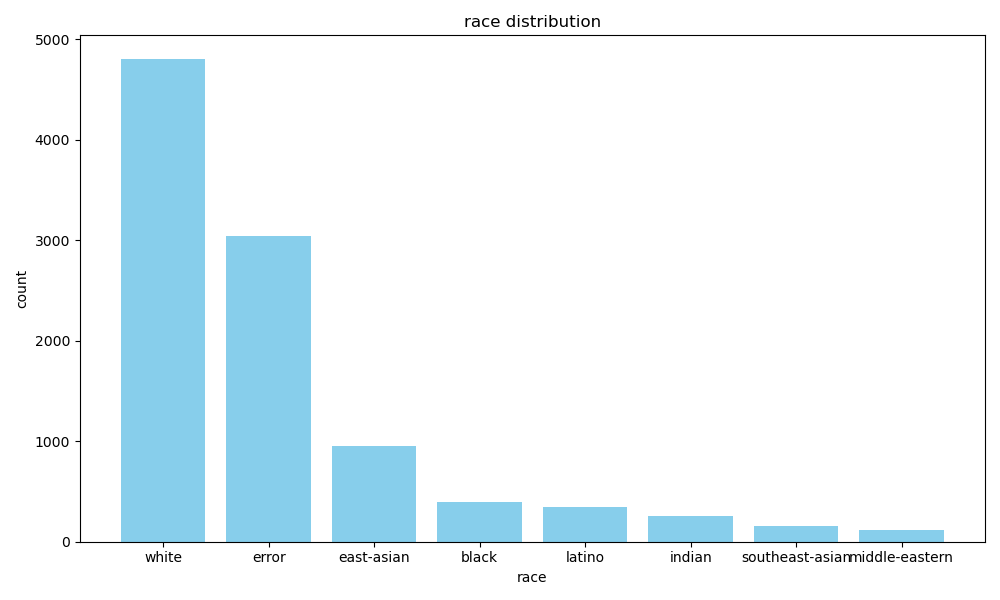 race distribution
5000
4000
3000
2000
1000
0
count
white error east-asian black latino indian southeast-asian middle-eastern
race